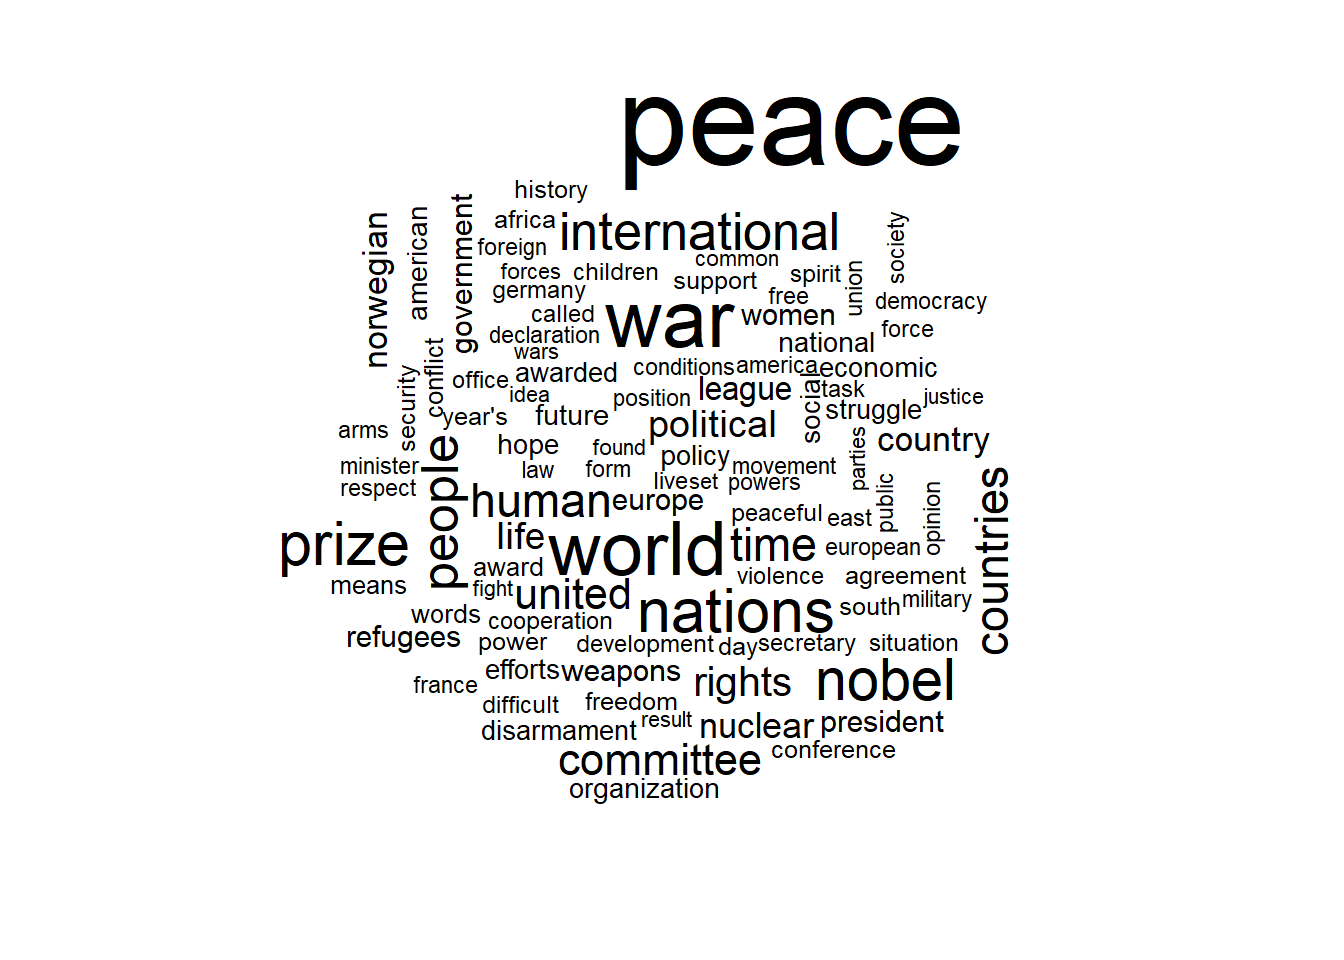 peace
history
norwegian
american
government
africa
international
society
foreign
common
forces
children
support
spirit
union
germany
free
democracy
called
war
women
force
declaration
national
wars
conflict
security
office
awarded
conditions
america
economic
idea
position
league
social
task
justice
year's
future
political
struggle
arms
hope
found
policy
country
parties
minister
people
law
form
movement
respect
live
set
powers
public
opinion
countries
human
europe
peaceful
east
prize
life
world
time
european
means
award
violence
agreement
fight
united
nations
south
military
words
cooperation
refugees
power
development
day
secretary
situation
france
efforts
weapons
rights
nobel
difficult
freedom
disarmament
result
nuclear
president
committee
conference
organization